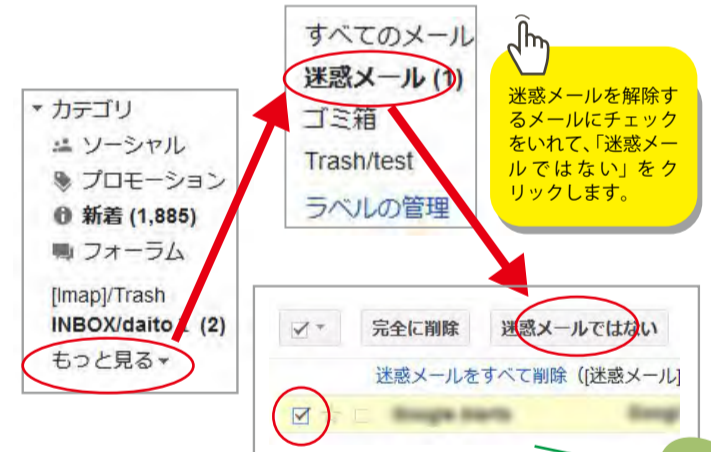 カテゴリ
ソーシャル
プロモーション
新着 (1,885)
フォーラム
[Imap]/Trash
INBOX/daito (2)
もっと見る
すべてのメール
迷惑メール (1)
ゴミ箱
Trash/test
ラベルの管理
迷惑メールを解除す
るメールにチェック
をいれて、「迷惑メー
ルではない」をク
リックします。
完全に削除 迷惑メールではない
迷惑メールをすべて削除 ([迷惑メール]